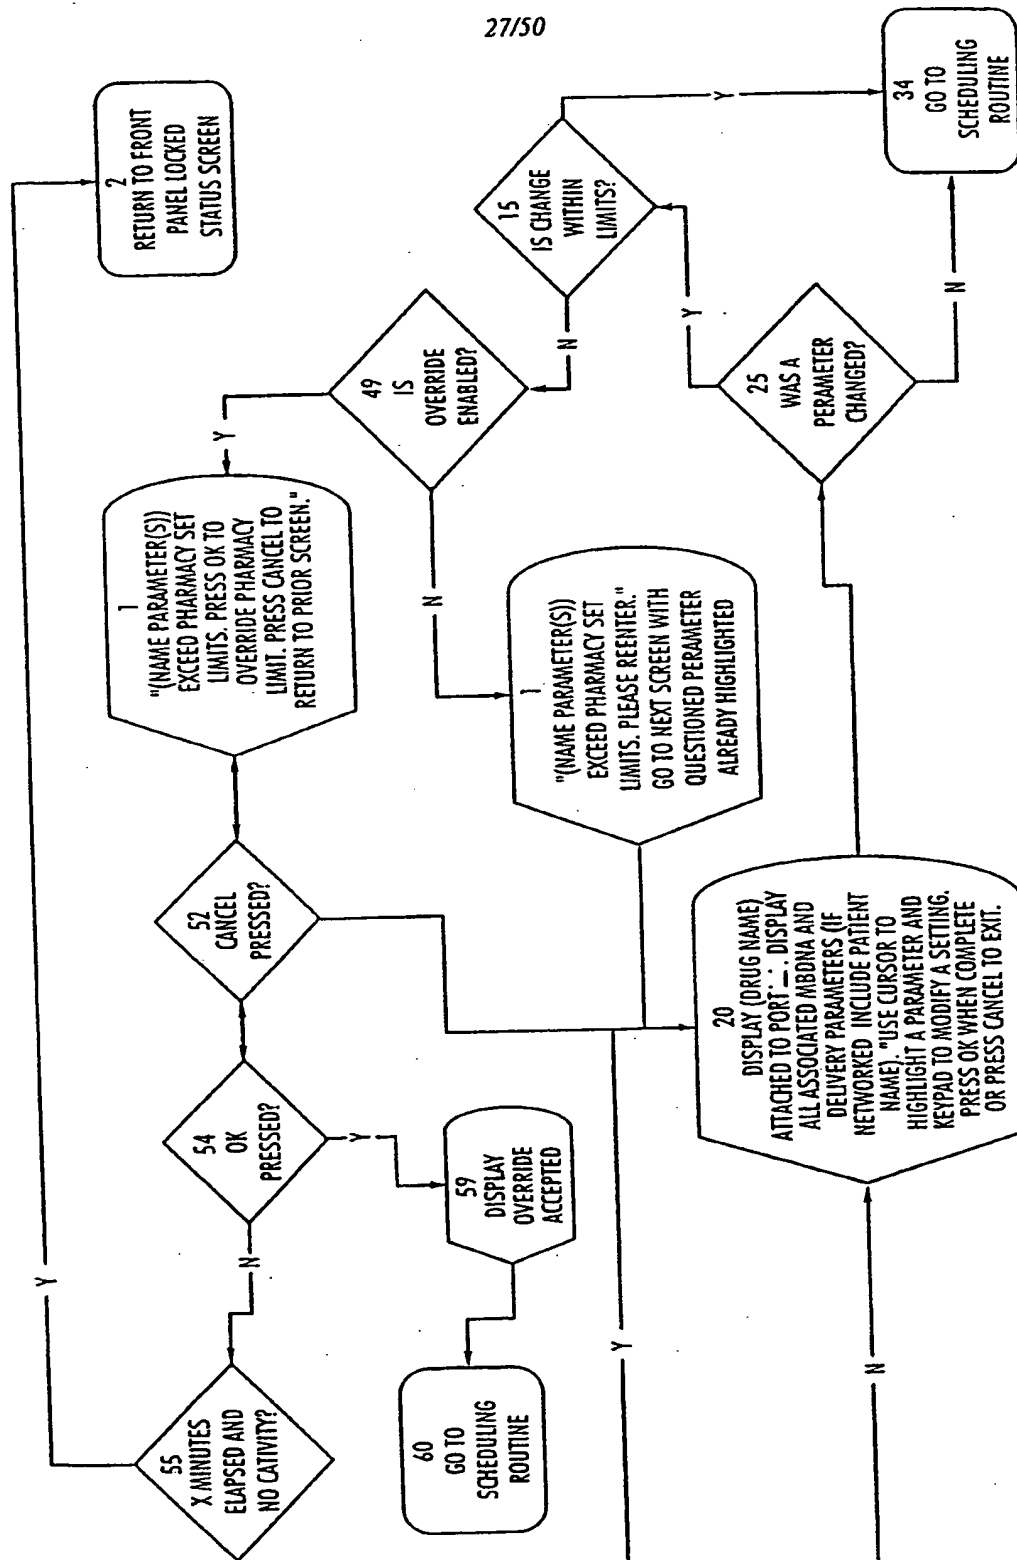 27/50
2
RETURN TO FRONT
PANEL LOCKED
STATUS SCREEN
Y
15
IS CHANGE
WITHIN
LIMITS?
Y
34
GO TO
SCHEDULING
ROUTINE
N
49
IS
OVERRIDE
ENABLED?
Y
N
25
WAS A
PERAMETER
CHANGED?
Y
N
1
"(NAME PARAMETER(S))
EXCEED PHARMACY SET
LIMITS. PRESS OK TO
OVERRIDE PHARMACY
LIMIT. PRESS CANCEL TO
RETURN TO PRIOR SCREEN."
1
"(NAME PARAMETER(S))
EXCEED PHARMACY SET
LIMITS. PLEASE REENTER."
GO TO NEXT SCREEN WITH
QUESTIONED PERAMETER
ALREADY HIGHLIGHTED
52
CANCEL
PRESSED?
54
OK
PRESSED?
Y
N
59
DISPLAY
OVERRIDE
ACCEPTED
20
DISPLAY (DRUG NAME)
ATTACHED TO PORT _. DISPLAY
ALL ASSOCIATED MBDNA AND
DELIVERY PARAMETERS (IF
NETWORKED INCLUDE PATIENT
NAME). "USE CURSOR TO
HIGHLIGHT A PARAMETER AND
KEYPAD TO MODIFY A SETTING.
PRESS OK WHEN COMPLETE
OR PRESS CANCEL TO EXIT.
55
X MINUTES
ELAPSED AND
NO CATIVITY?
Y
60
GO TO
SCHEDULING
ROUTINE
Y
N